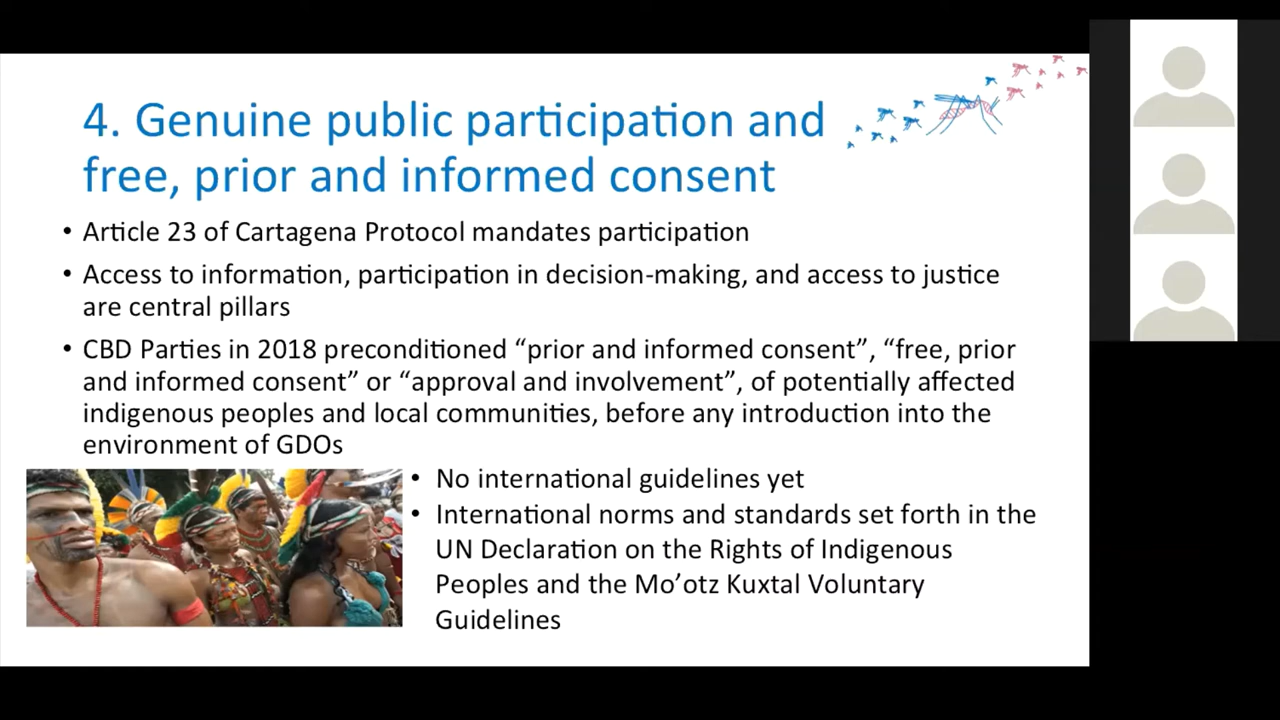 4. Genuine public participation and
free, prior and informed consent
• Article 23 of Cartagena Protocol mandates participation
• Access to information, participation in decision-making, and access to justice
are central pillars
• CBD Parties in 2018 preconditioned “prior and informed consent”, “free, prior
and informed consent” or “approval and involvement”, of potentially affected
indigenous peoples and local communities, before any introduction into the
environment of GDOs
• No international guidelines yet
• International norms and standards set forth in the
UN Declaration on the Rights of Indigenous
Peoples and the Mo’otz Kuxtal Voluntary
Guidelines